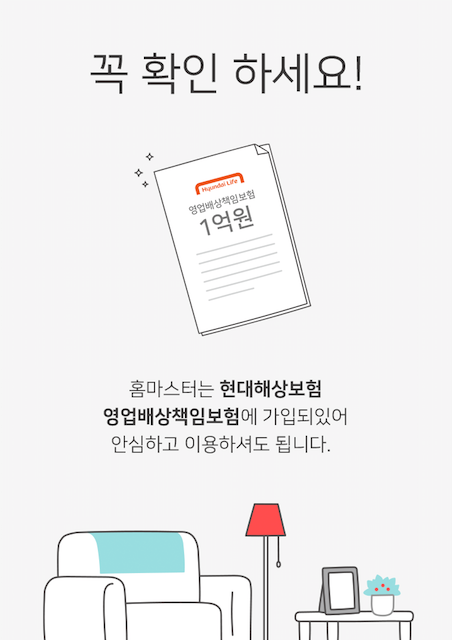 꼭 확인 하세요!
Hyundai Life
영업배상책임보험
1억원
홈마스터는 현대해상보험
영업배상책임보험에 가입되있어
안심하고 이용하셔도 됩니다.